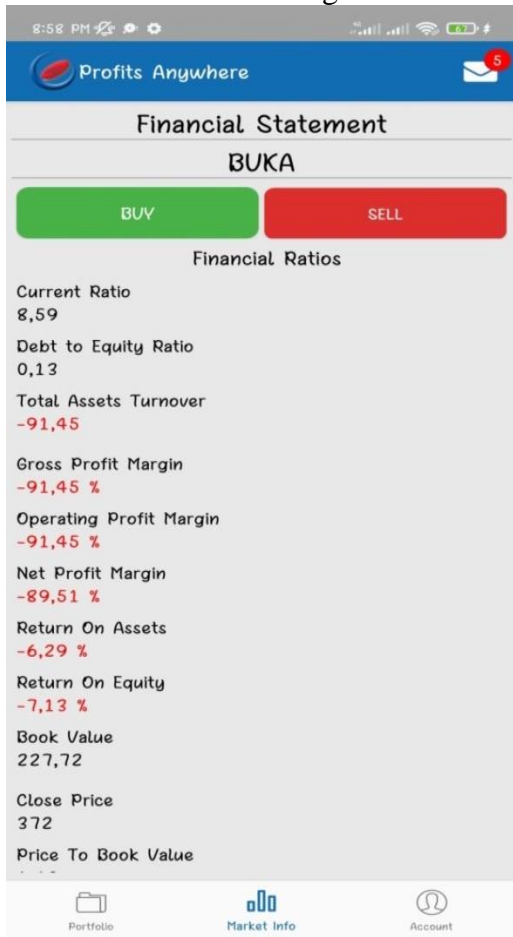 8:58 PM
67
Profits Anywhere
5
Financial Statement
BUKA
BUY
SELL
Financial Ratios
Current Ratio
8,59
Debt to Equity Ratio
0,13
Total Assets Turnover
-91,45
Gross Profit Margin
-91,45 %
Operating Profit Margin
-91,45 %
Net Profit Margin
-89,51 %
Return On Assets
-6,29 %
Return On Equity
-7,13 %
Book Value
227,72
Close Price
372
Price To Book Value
Portfolio
Market Info
Account